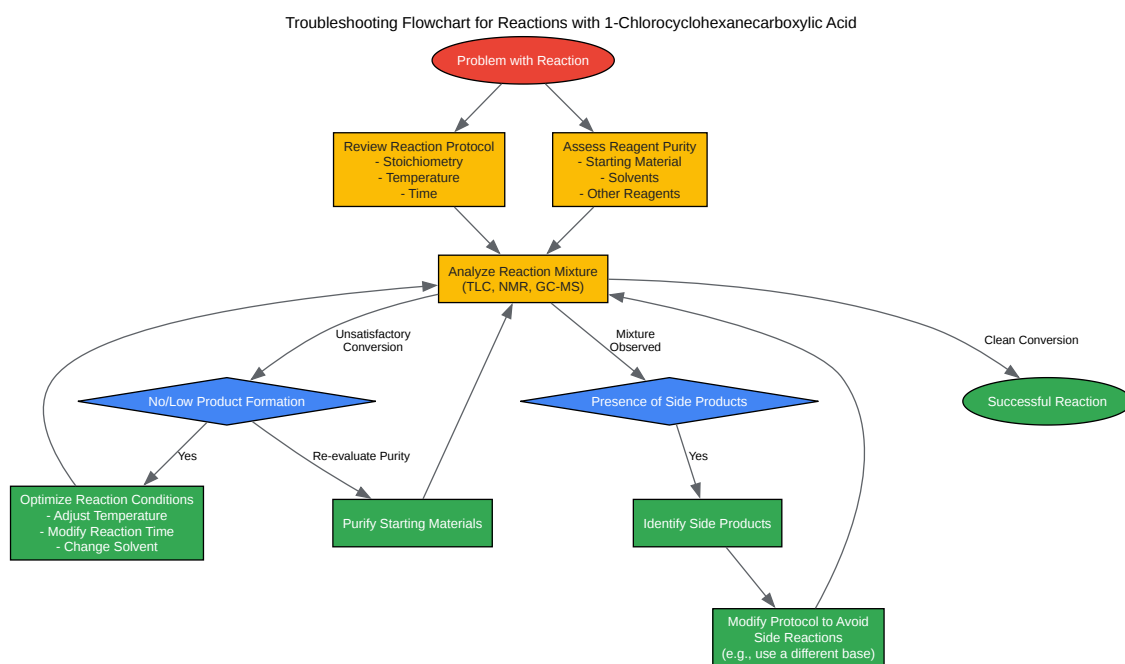 Troubleshooting Flowchart for Reactions with 1-Chlorocyclohexanecarboxylic Acid
Problem with Reaction
Review Reaction Protocol
- Stoichiometry
- Temperature
- Time
Assess Reagent Purity
- Starting Material
- Solvents
- Other Reagents
Analyze Reaction Mixture
(TLC, NMR, GC-MS)
Unsatisfactory
Conversion
Mixture
Observed
Clean Conversion
No/Low Product Formation
Presence of Side Products
Successful Reaction
Yes
Re-evaluate Purity
Yes
Optimize Reaction Conditions
- Adjust Temperature
- Modify Reaction Time
- Change Solvent
Purify Starting Materials
Identify Side Products
Modify Protocol to Avoid
Side Reactions
(e.g., use a different base)